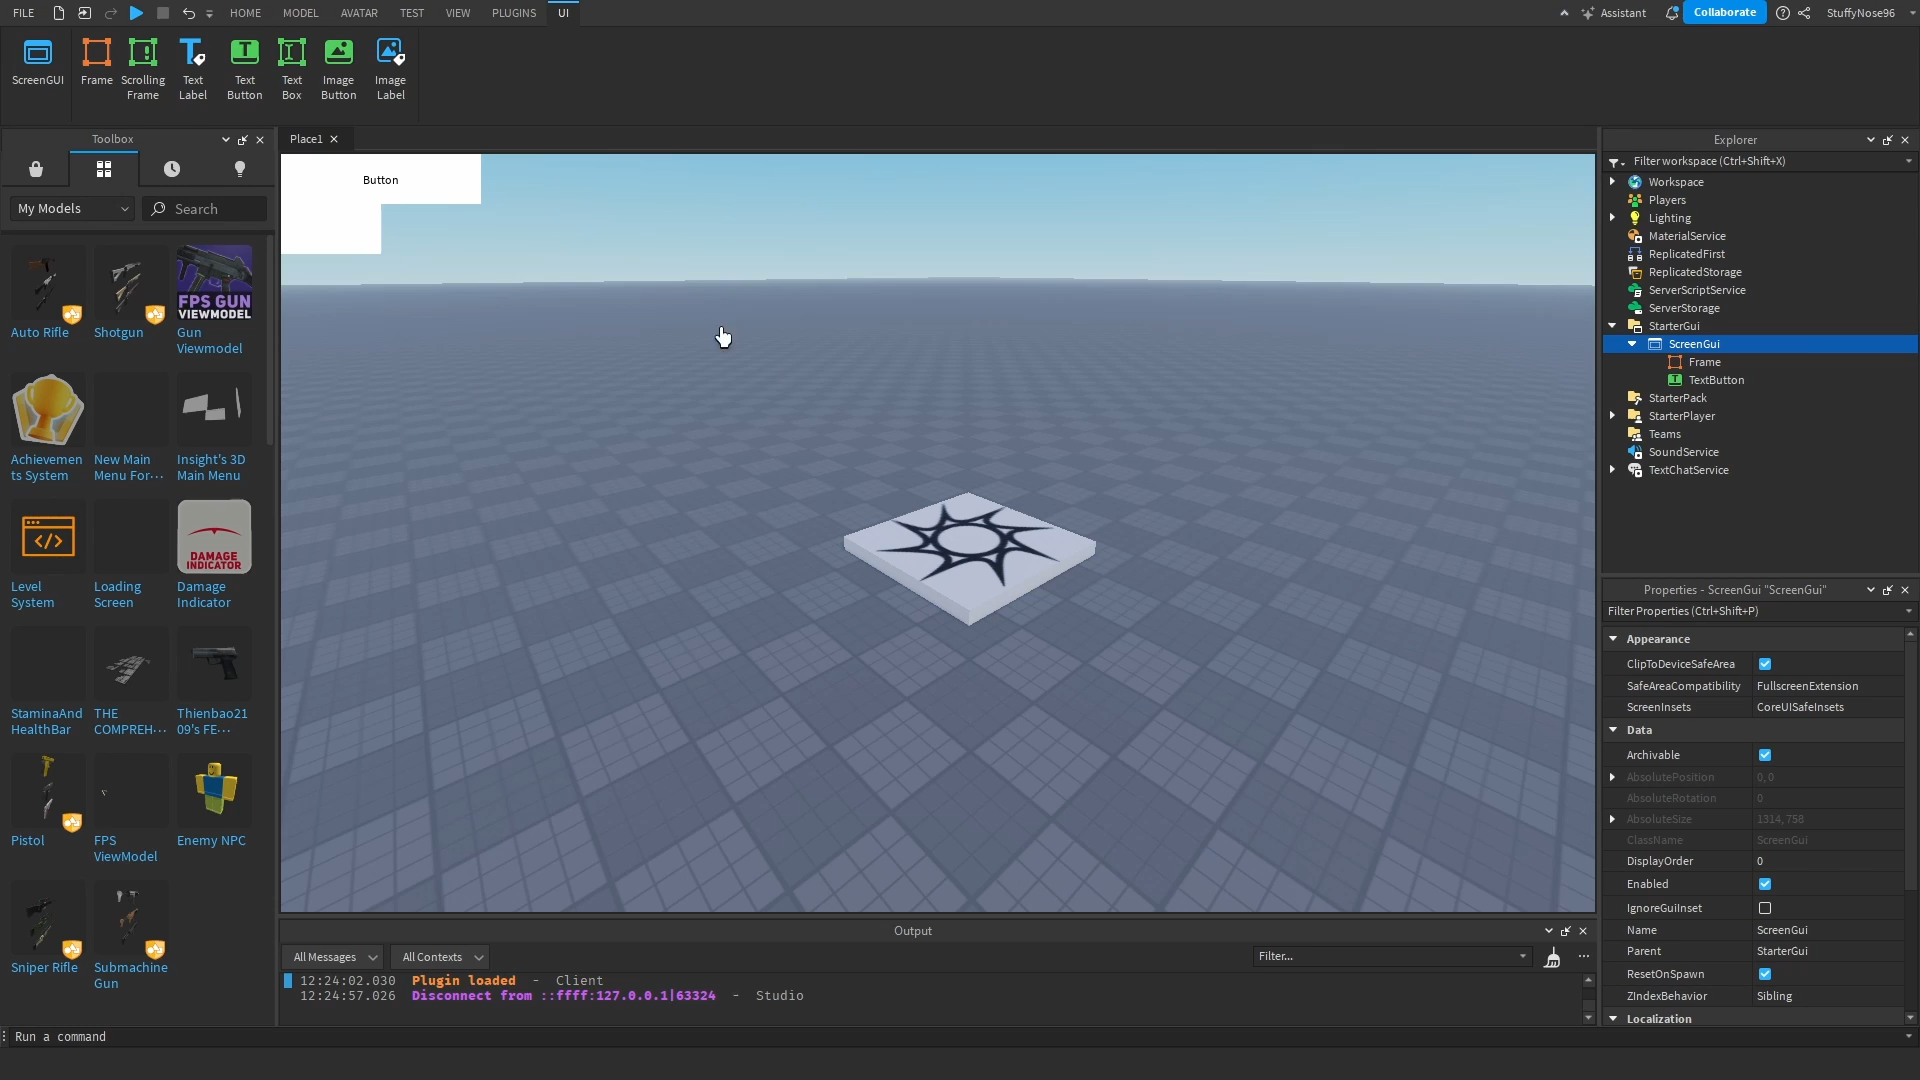 FILE HOME MODEL AVATAR TEST VIEW PLUGINS UI Assistant Collaborate StuffyNose96
ScreenGUI
Frame
Scrolling
Frame
Text
Label
Text
Button
Text
Box
Image
Button
Image
Label
Toolbox
My Models Search
Auto Rifle
Shotgun
FPS GUN
VIEWMODEL
Gun
Viewmodel
Achievemen
ts System
New Main
Menu For···
Insight's 3D
Main Menu
Level
System
Loading
Screen
DAMAGE
INDICATOR
Damage
Indicator
StaminaAnd
HealthBar
THE
COMPREH···
Thienbao21
09's FE···
Pistol
FPS
ViewModel
Enemy NPC
Sniper Rifle
Submachine
Gun
Place1
Button
Output
All Messages All Contexts Filter...
12:24:02.030 Plugin loaded - Client
12:24:57.026 Disconnect from ::ffff:127.0.0.1|63324 - Studio
Explorer
Filter workspace (Ctrl+Shift+X)
Workspace
Players
Lighting
MaterialService
ReplicatedFirst
ReplicatedStorage
ServerScriptService
ServerStorage
StarterGui
ScreenGui
Frame
TextButton
StarterPack
StarterPlayer
Teams
SoundService
TextChatService
Properties - ScreenGui "ScreenGui"
Filter Properties (Ctrl+Shift+P)
Appearance
ClipToDeviceSafeArea
SafeAreaCompatibility FullscreenExtension
ScreenInsets CoreUISafeInsets
Data
Archivable
AbsolutePosition 0, 0
AbsoluteRotation 0
AbsoluteSize 1314, 758
ClassName ScreenGui
DisplayOrder 0
Enabled
IgnoreGuiInset
Name ScreenGui
Parent StarterGui
ResetOnSpawn
ZIndexBehavior Sibling
Localization
Run a command